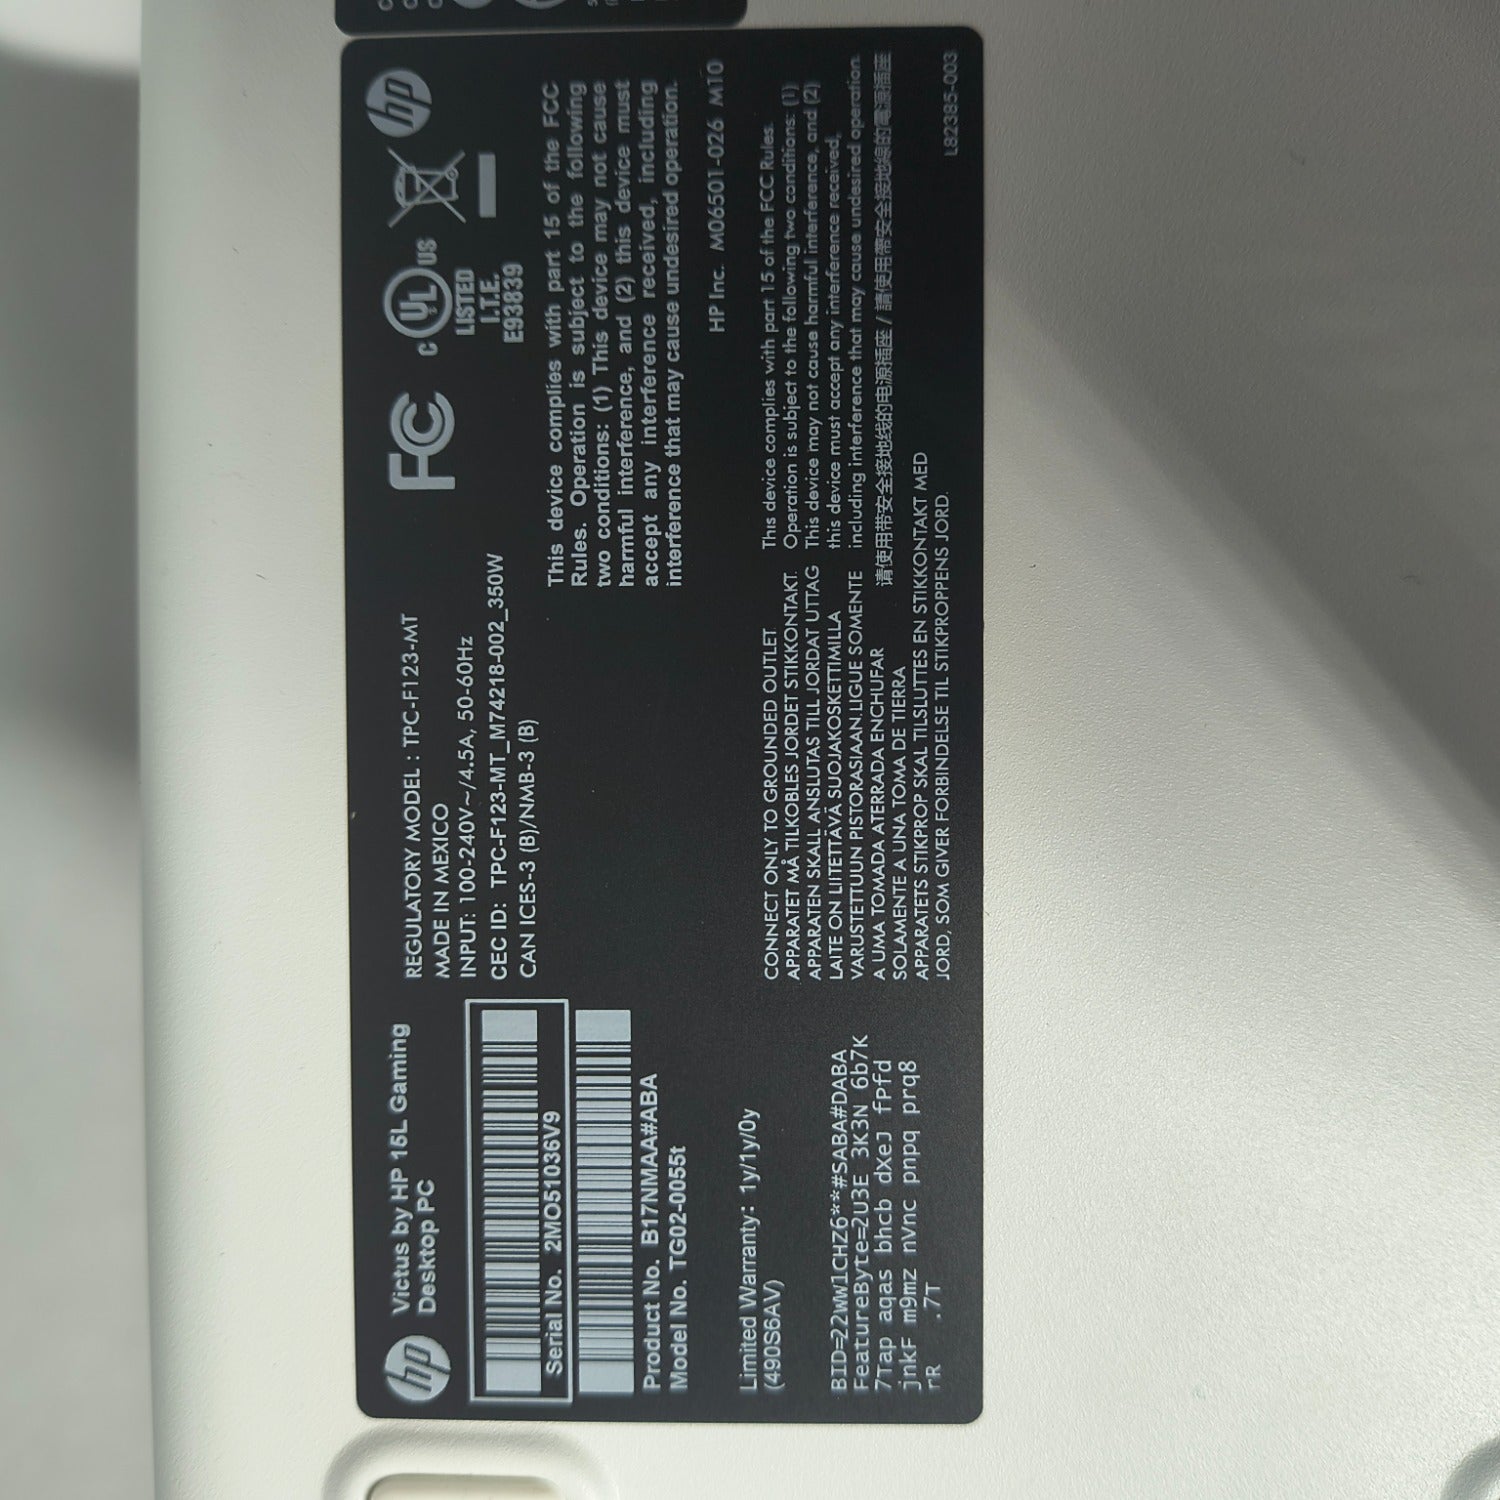 hp
Victus by HP 15L Gaming
Desktop PC
Serial No. 2MO51036V9
Product No. B17NMAA#ABA
Model No. TG02-0055t
Limited Warranty: 1y/1y/0y
(490S6AV)
BID=22WW1CHZ6**#SABA#DABA
FeatureByte=2U3E 3K3N 6b7K
7Tap aqas bhcb dXeJ fPfd
jnkF m9mz nVnc pnpq prq8
rR .7T
REGULATORY MODEL : TPC-F123-MT
MADE IN MEXICO
INPUT: 100-240V~/4.5A, 50-60Hz
CEC ID: TPC-F123-MT_M74218-002_350W
CAN ICES-3 (B)/NMB-3 (B)
FC
C UL US
LISTED
I.T.E.
E93839
hp
This device complies with part 15 of the FCC
Rules. Operation is subject to the following
two conditions: (1) This device may not cause
harmful interference, and (2) this device must
accept any interference received, including
interference that may cause undesired operation.
HP Inc. M06501-026 M10
CONNECT ONLY TO GROUNDED OUTLET
APPARATET MÅ TILKOBLES JORDET STIKKONTAKT.
APPARATEN SKALL ANSLUTAS TILL JORDAT UTTAG
LAITE ON LIITETTÄVÄ SUOJAKOSKETTIMILLA
VARUSTETTUUN PISTORASIAAN LIGUE SOMENTE
A UMA TOMADA ATERRADA ENCHUFAR
SOLAMENTE A UNA TOMA DE TIERRA
APPARATETS STIKPROP SKAL TILSLUTTES EN STIKKONTAKT MED
JORD, SOM GIVER FORBINDELSE TIL STIKPROPPENS JORD.
This device complies with part 15 of the FCC Rules.
Operation is subject to the following two conditions: (1)
This device may not cause harmful interference, and (2)
this device must accept any interference received,
including interference that may cause undesired operation.
请使用带安全接地线的电源插座 / 請使用帶安全接地線的電源插座
L82385-003